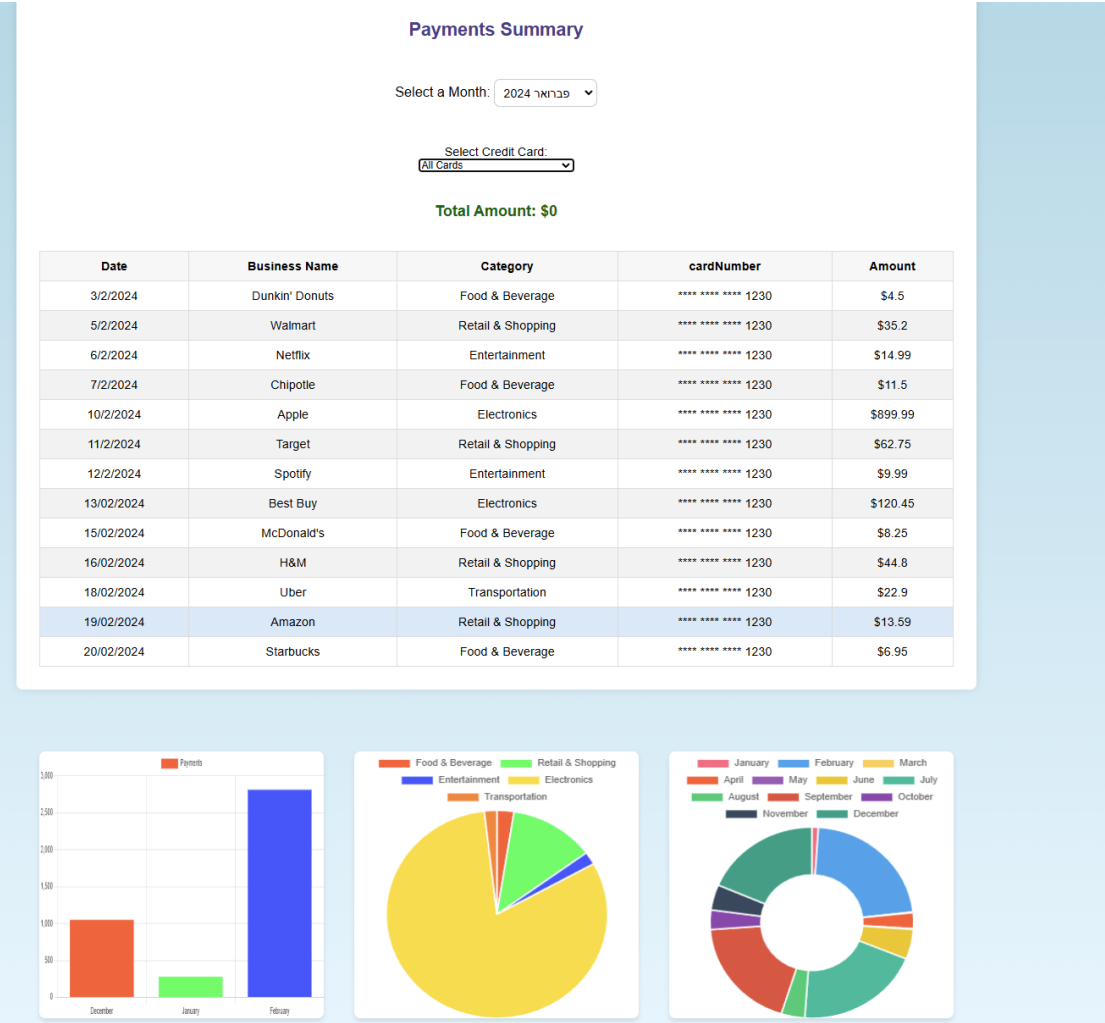 Payments Summary
Select a Month: פברואר 2024
Select Credit Card:
All Cards
Total Amount: $0
Date Business Name Category cardNumber Amount
3/2/2024 Dunkin' Donuts Food & Beverage **** **** **** 1230 $4.5
5/2/2024 Walmart Retail & Shopping **** **** **** 1230 $35.2
6/2/2024 Netflix Entertainment **** **** **** 1230 $14.99
7/2/2024 Chipotle Food & Beverage **** **** **** 1230 $11.5
10/2/2024 Apple Electronics **** **** **** 1230 $899.99
11/2/2024 Target Retail & Shopping **** **** **** 1230 $62.75
12/2/2024 Spotify Entertainment **** **** **** 1230 $9.99
13/02/2024 Best Buy Electronics **** **** **** 1230 $120.45
15/02/2024 McDonald's Food & Beverage **** **** **** 1230 $8.25
16/02/2024 H&M Retail & Shopping **** **** **** 1230 $44.8
18/02/2024 Uber Transportation **** **** **** 1230 $22.9
19/02/2024 Amazon Retail & Shopping **** **** **** 1230 $13.59
20/02/2024 Starbucks Food & Beverage **** **** **** 1230 $6.95
Payments
3,000
2,500
2,000
1,500
1,000
500
0
December January February
Food & Beverage Retail & Shopping
Entertainment Electronics
Transportation
January February March
April May June July
August September October
November December